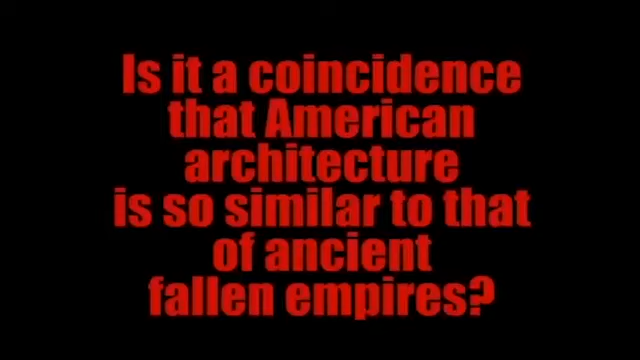 Is it a coincidence
that American
architecture
is so similar to that
of ancient
fallen empires?